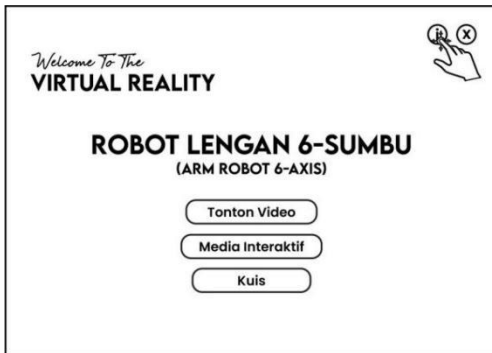 Welcome To The
VIRTUAL REALITY
X
ROBOT LENGAN 6-SUMBU
(ARM ROBOT 6-AXIS)
Tonton Video
Media Interaktif
Kuis